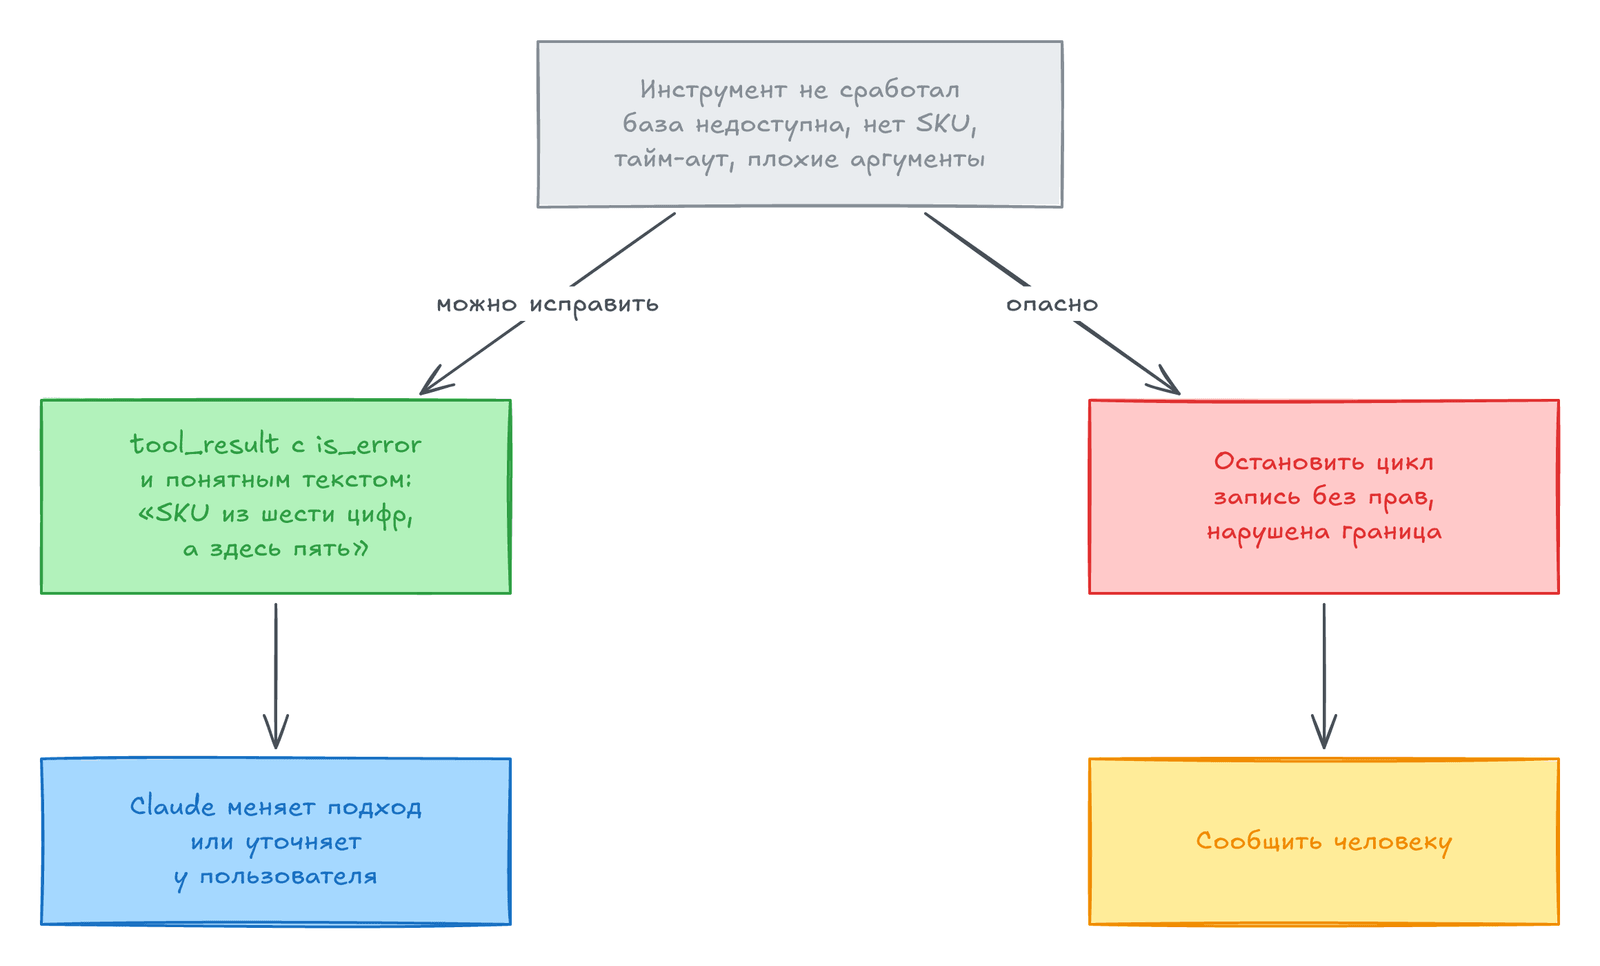 Инструмент не сработал
база недоступна, нет SKU,
тайм-аут, плохие аргументы
можно исправить
опасно
tool_result с is_error
и понятным текстом:
«SKU из шести цифр,
а здесь пять»
Остановить цикл
запись без прав,
нарушена граница
Claude меняет подход
или уточняет
у пользователя
Сообщить человеку